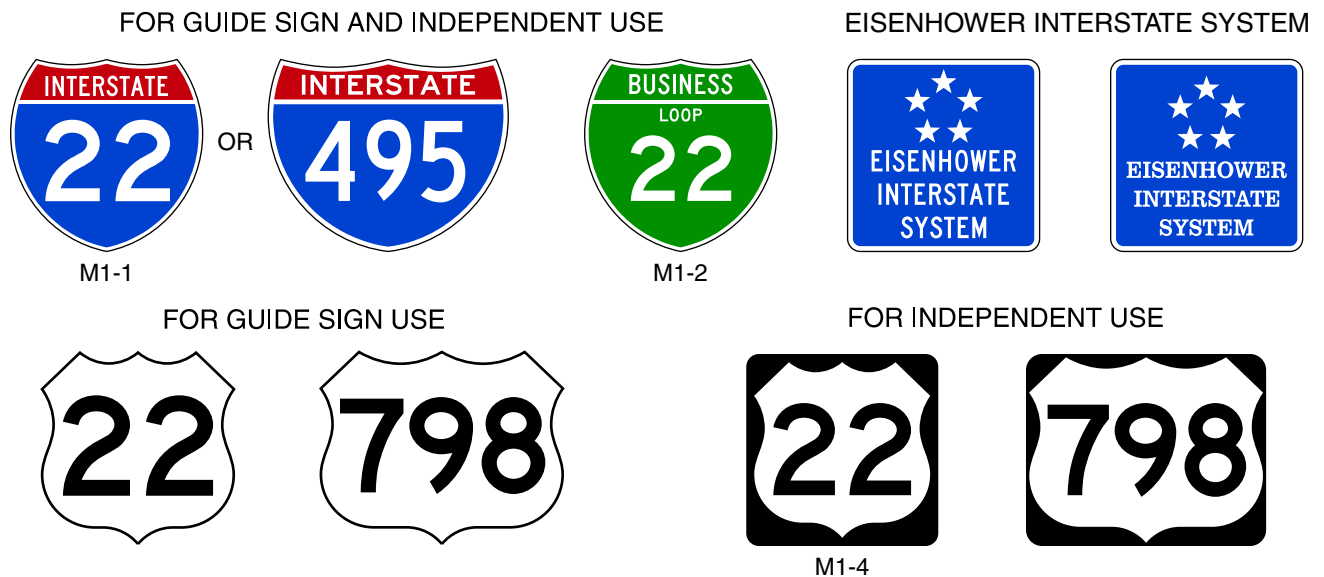 FOR GUIDE SIGN AND INDEPENDENT USE
EISENHOWER INTERSTATE SYSTEM
INTERSTATE
22
OR
INTERSTATE
495
BUSINESS
LOOP
22
EISENHOWER
INTERSTATE
SYSTEM
EISENHOWER
INTERSTATE
SYSTEM
M1-1
M1-2
FOR GUIDE SIGN USE
FOR INDEPENDENT USE
22
798
22
798
M1-4